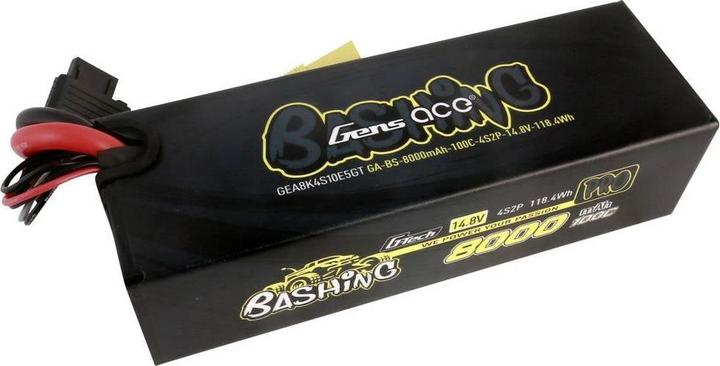 BASHING
Gens ace®
GEA8K4S10E5GT GA-BS-8000mAh-100C-4S2P-14.8V-118.4Wh
G-Tech 14.8V 4S2P 118.4Wh PRO
WE POWER YOUR PASSION
BASHING 8000 mAh 100C